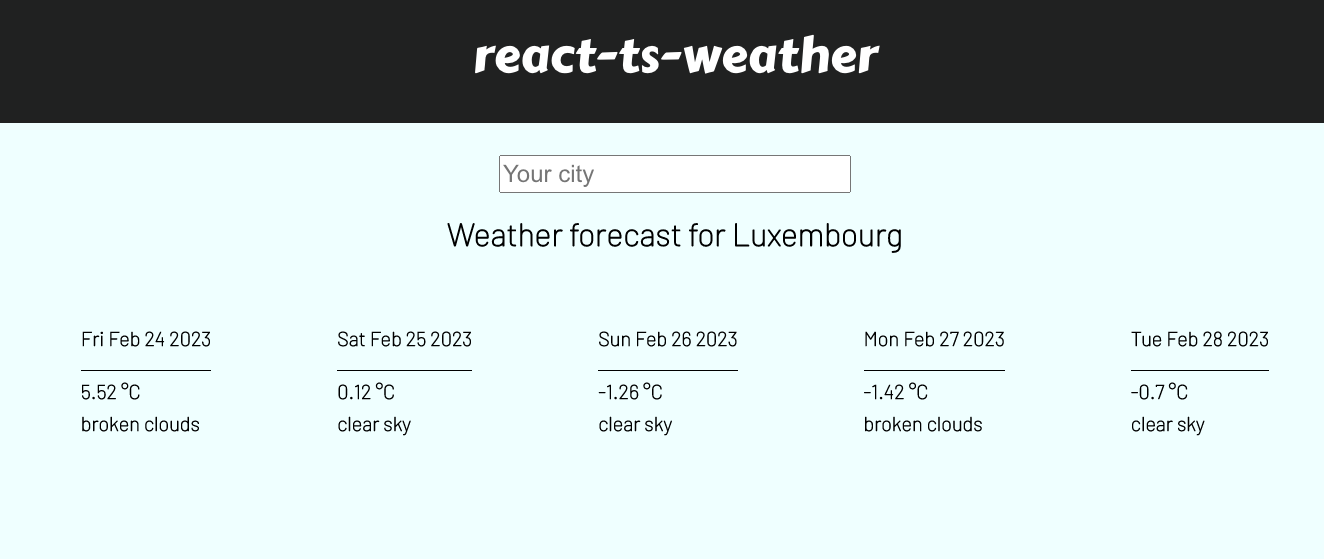 react-ts-weather
Your city
Weather forecast for Luxembourg
Fri Feb 24 2023
5.52 °C
broken clouds
Sat Feb 25 2023
0.12 °C
clear sky
Sun Feb 26 2023
-1.26 °C
clear sky
Mon Feb 27 2023
-1.42 °C
broken clouds
Tue Feb 28 2023
-0.7 °C
clear sky